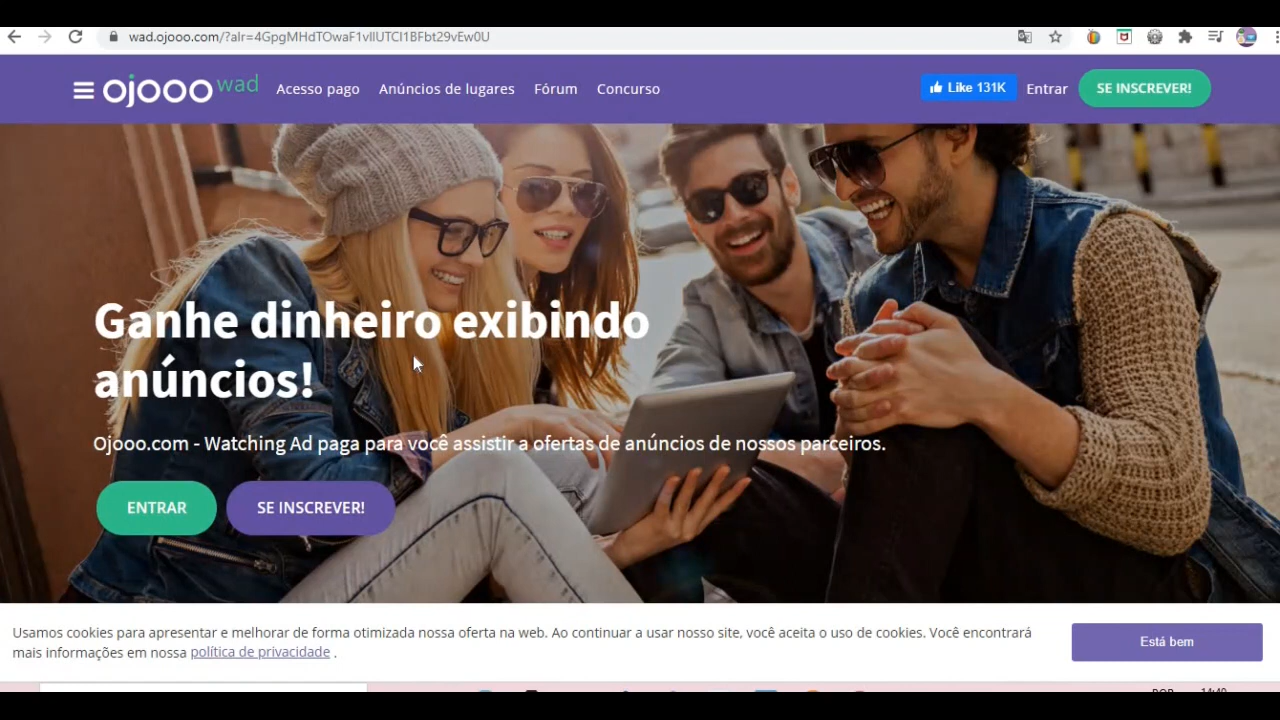 wad.ojooo.com/?alr=4GpgMHdTOwaF1vIlUTCI1BFbt29vEw0U
ojooo wad Acesso pago Anúncios de lugares Fórum Concurso Like 131K Entrar SE INSCREVER!
Ganhe dinheiro exibindo
anúncios!
Ojooo.com - Watching Ad paga para você assistir a ofertas de anúncios de nossos parceiros.
ENTRAR SE INSCREVER!
Usamos cookies para apresentar e melhorar de forma otimizada nossa oferta na web. Ao continuar a usar nosso site, você aceita o uso de cookies. Você encontrará
mais informações em nossa política de privacidade .
Está bem